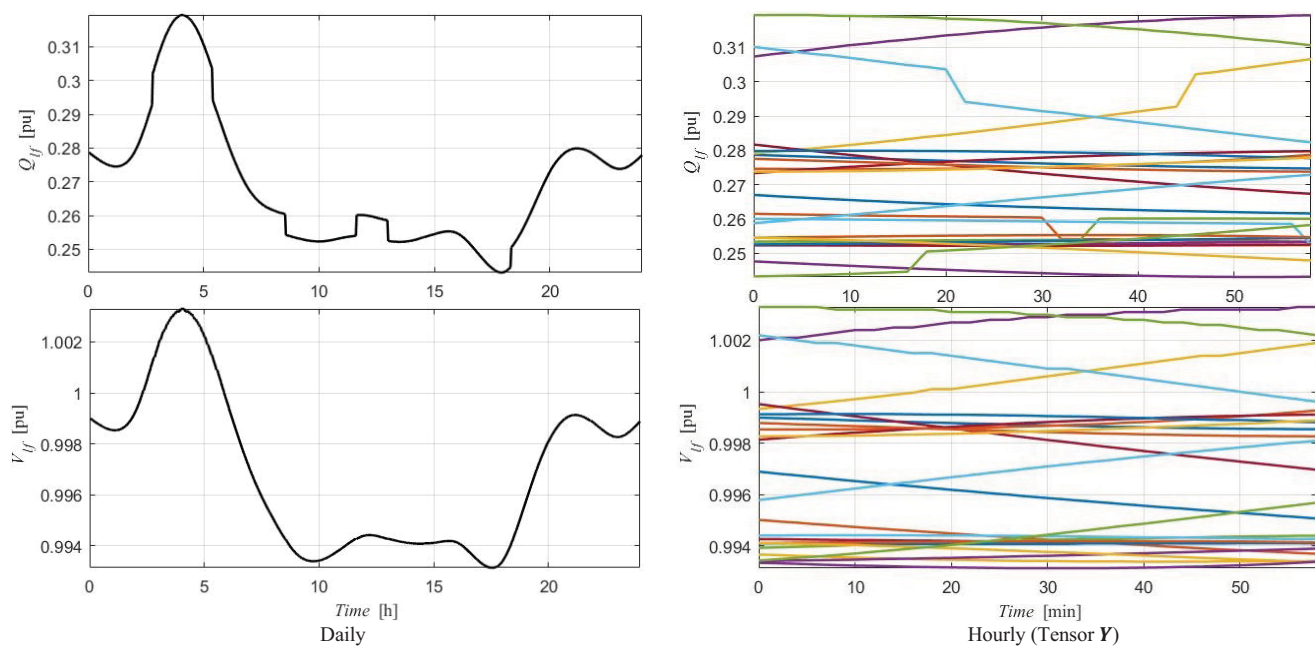 0.31
0.3
0.29
0.28
0.27
0.26
0.25
Q_lf [pu]
0 5 10 15 20
0.31
0.3
0.29
0.28
0.27
0.26
0.25
Q_lf [pu]
0 10 20 30 40 50
1.002
1
0.998
0.996
0.994
V_lf [pu]
0 5 10 15 20
Time [h]
Daily
1.002
1
0.998
0.996
0.994
V_lf [pu]
0 10 20 30 40 50
Time [min]
Hourly (Tensor Y)